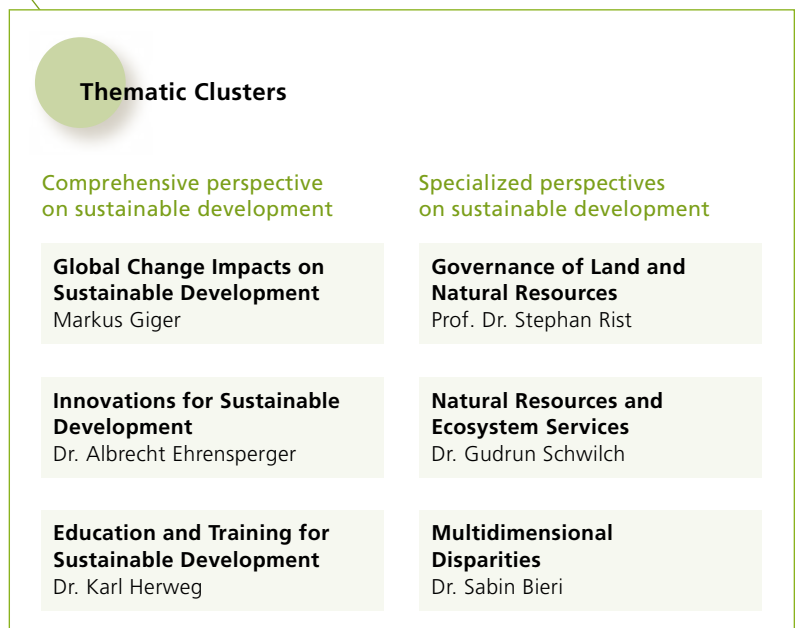 Thematic Clusters
Comprehensive perspective
on sustainable development
Global Change Impacts on
Sustainable Development
Markus Giger
Innovations for Sustainable
Development
Dr. Albrecht Ehrensperger
Education and Training for
Sustainable Development
Dr. Karl Herweg
Specialized perspectives
on sustainable development
Governance of Land and
Natural Resources
Prof. Dr. Stephan Rist
Natural Resources and
Ecosystem Services
Dr. Gudrun Schwilch
Multidimensional
Disparities
Dr. Sabin Bieri